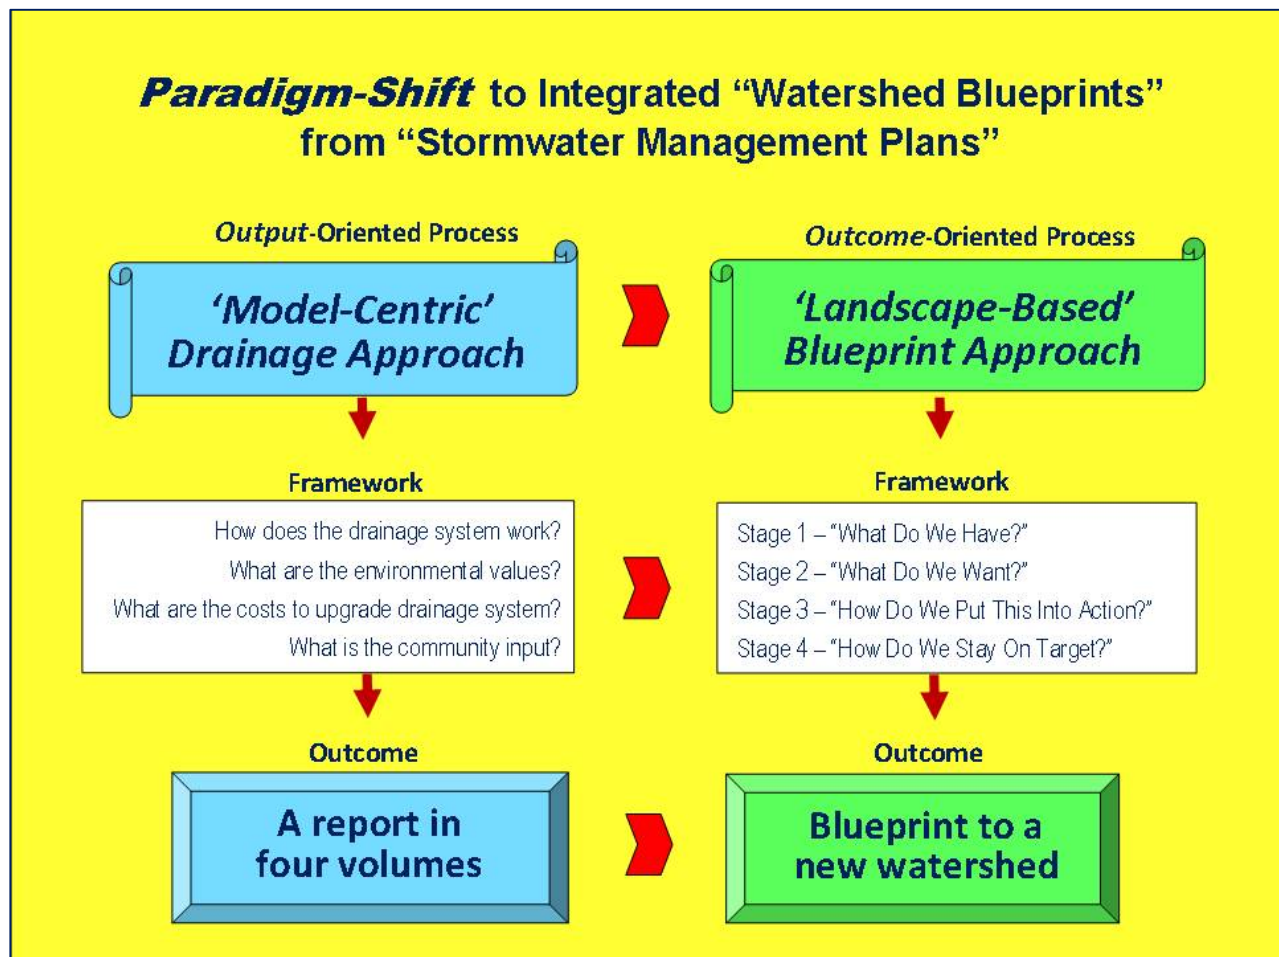 Paradigm-Shift to Integrated “Watershed Blueprints”
from “Stormwater Management Plans”
Output-Oriented Process
‘Model-Centric’
Drainage Approach
Framework
How does the drainage system work?
What are the environmental values?
What are the costs to upgrade drainage system?
What is the community input?
Outcome
A report in
four volumes
Outcome-Oriented Process
‘Landscape-Based’
Blueprint Approach
Framework
Stage 1 – “What Do We Have?”
Stage 2 – “What Do We Want?”
Stage 3 – “How Do We Put This Into Action?”
Stage 4 – “How Do We Stay On Target?”
Outcome
Blueprint to a
new watershed